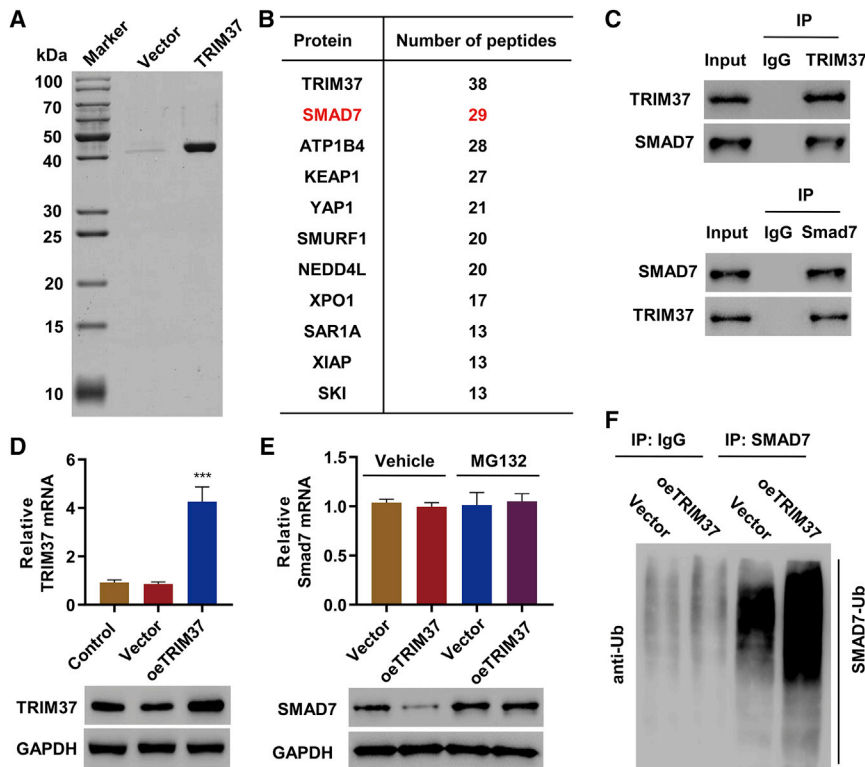 A
kDa
Marker
Vector
TRIM37
100
70
50
40
30
25
20
15
10
B
Protein Number of peptides
TRIM37 38
SMAD7 29
ATP1B4 28
KEAP1 27
YAP1 21
SMURF1 20
NEDD4L 20
XPO1 17
SAR1A 13
XIAP 13
SKI 13
C
IP
Input IgG TRIM37
TRIM37
SMAD7
IP
Input IgG Smad7
SMAD7
TRIM37
D
Relative
TRIM37 mRNA
6
4
2
0
***
Control
Vector
oeTRIM37
TRIM37
GAPDH
E
Relative
Smad7 mRNA
1.5
1.0
0.5
0.0
Vehicle MG132
Vector
oeTRIM37
Vector
oeTRIM37
SMAD7
GAPDH
F
IP: IgG IP: SMAD7
Vector
oeTRIM37
Vector
oeTRIM37
anti-Ub
SMAD7-Ub